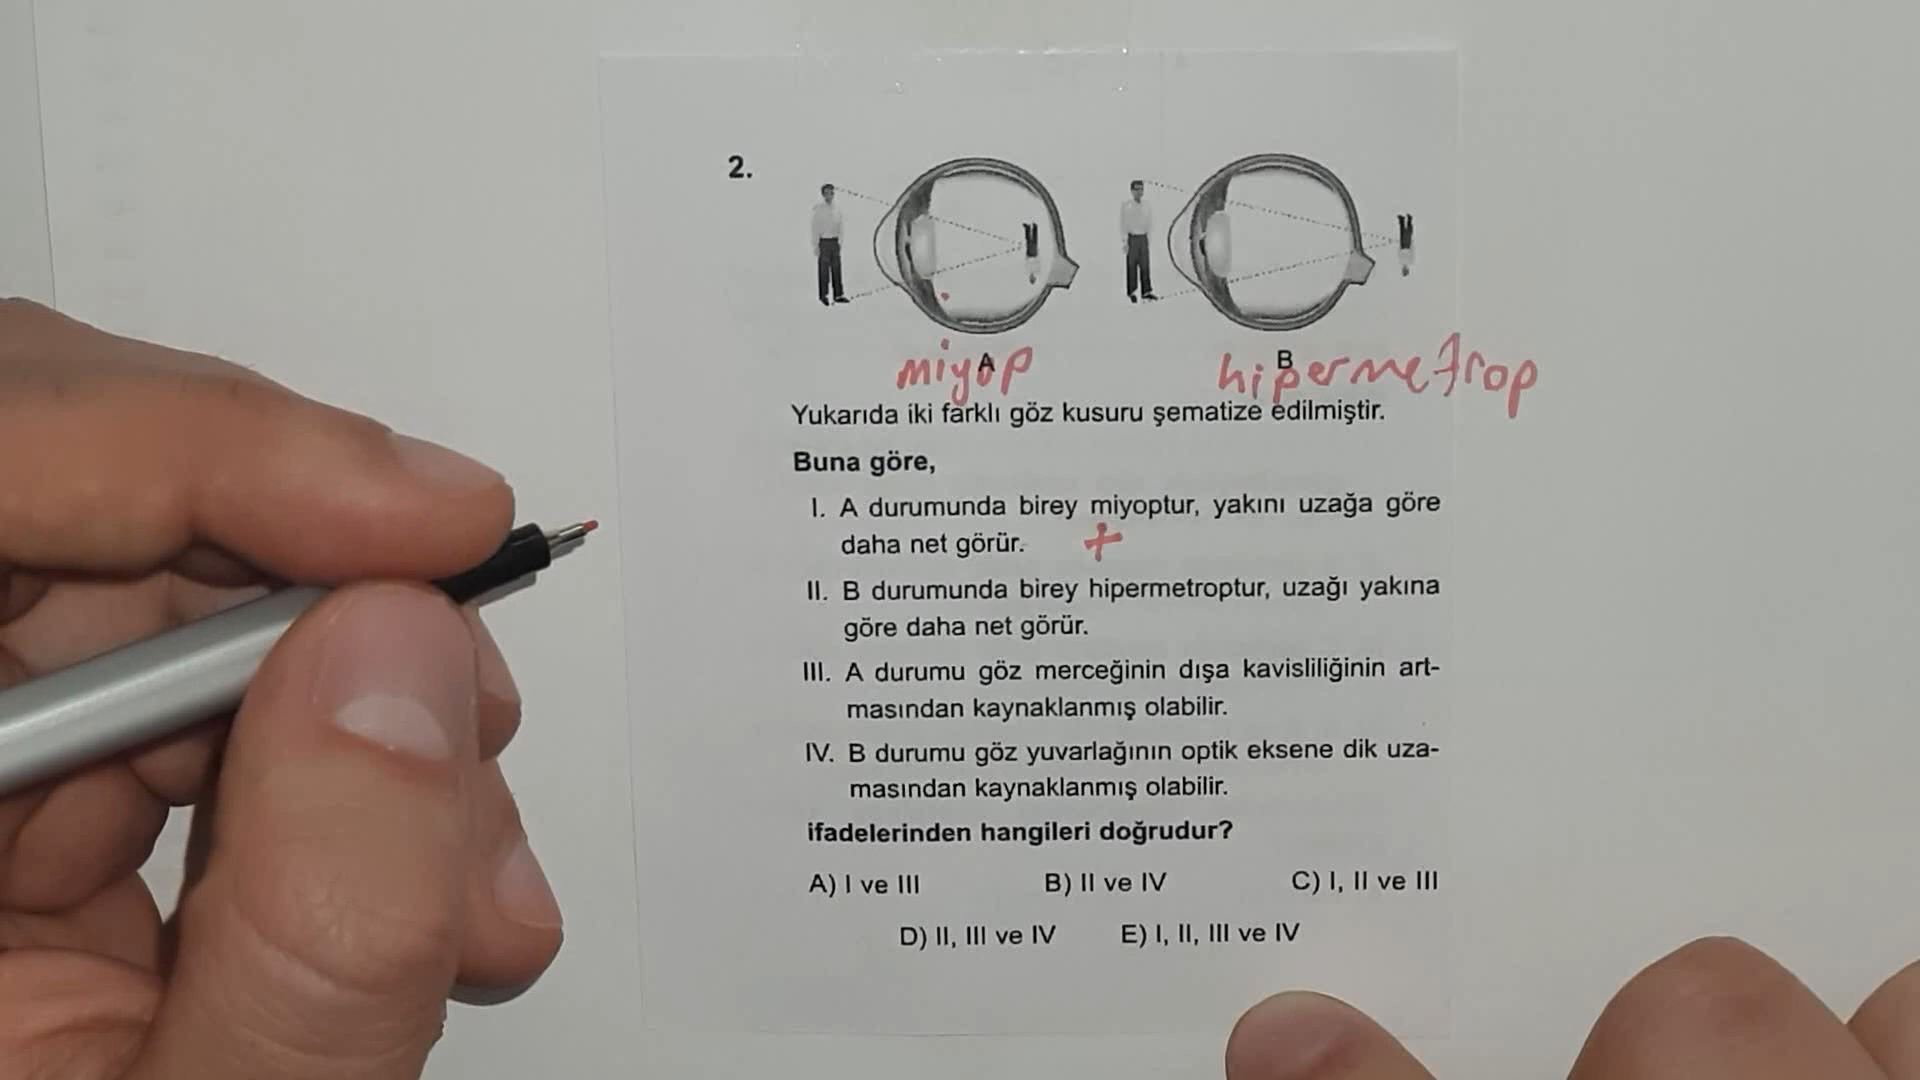 2.
A
B
miyop
hipermetrop
Yukarıda iki farklı göz kusuru şematize edilmiştir.
Buna göre,
I. A durumunda birey miyoptur, yakını uzağa göre
daha net görür. +
II. B durumunda birey hipermetroptur, uzağı yakına
göre daha net görür.
III. A durumu göz merceğinin dışa kavisliliğinin art-
masından kaynaklanmış olabilir.
IV. B durumu göz yuvarlağının optik eksene dik uza-
masından kaynaklanmış olabilir.
ifadelerinden hangileri doğrudur?
A) I ve III B) II ve IV C) I, II ve III
D) II, III ve IV E) I, II, III ve IV